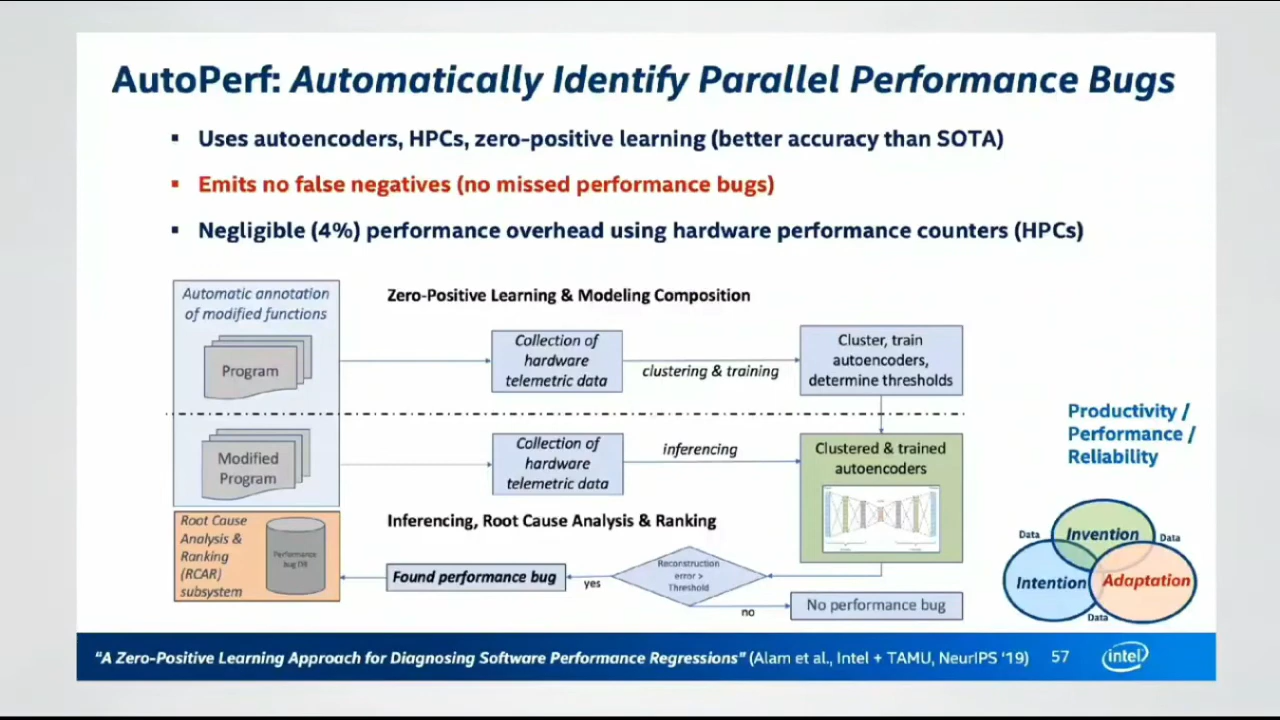 AutoPerf: Automatically Identify Parallel Performance Bugs
▪ Uses autoencoders, HPCs, zero-positive learning (better accuracy than SOTA)
▪ Emits no false negatives (no missed performance bugs)
▪ Negligible (4%) performance overhead using hardware performance counters (HPCs)
Automatic annotation
of modified functions
Program
Zero-Positive Learning & Modeling Composition
Collection of
hardware
telemetric data
clustering & training
Cluster, train
autoencoders,
determine thresholds
Modified
Program
Collection of
hardware
telemetric data
inferencing
Clustered & trained
autoencoders
Inferencing, Root Cause Analysis & Ranking
Root Cause
Analysis &
Ranking
(RCAR)
subsystem
Performance
bug DB
Found performance bug
yes
Reconstruction
error >
Threshold
no
No performance bug
Productivity /
Performance /
Reliability
Data
Invention
Data
Intention
Adaptation
Data
"A Zero-Positive Learning Approach for Diagnosing Software Performance Regressions" (Alam et al., Intel + TAMU, NeurIPS '19)
57
intel